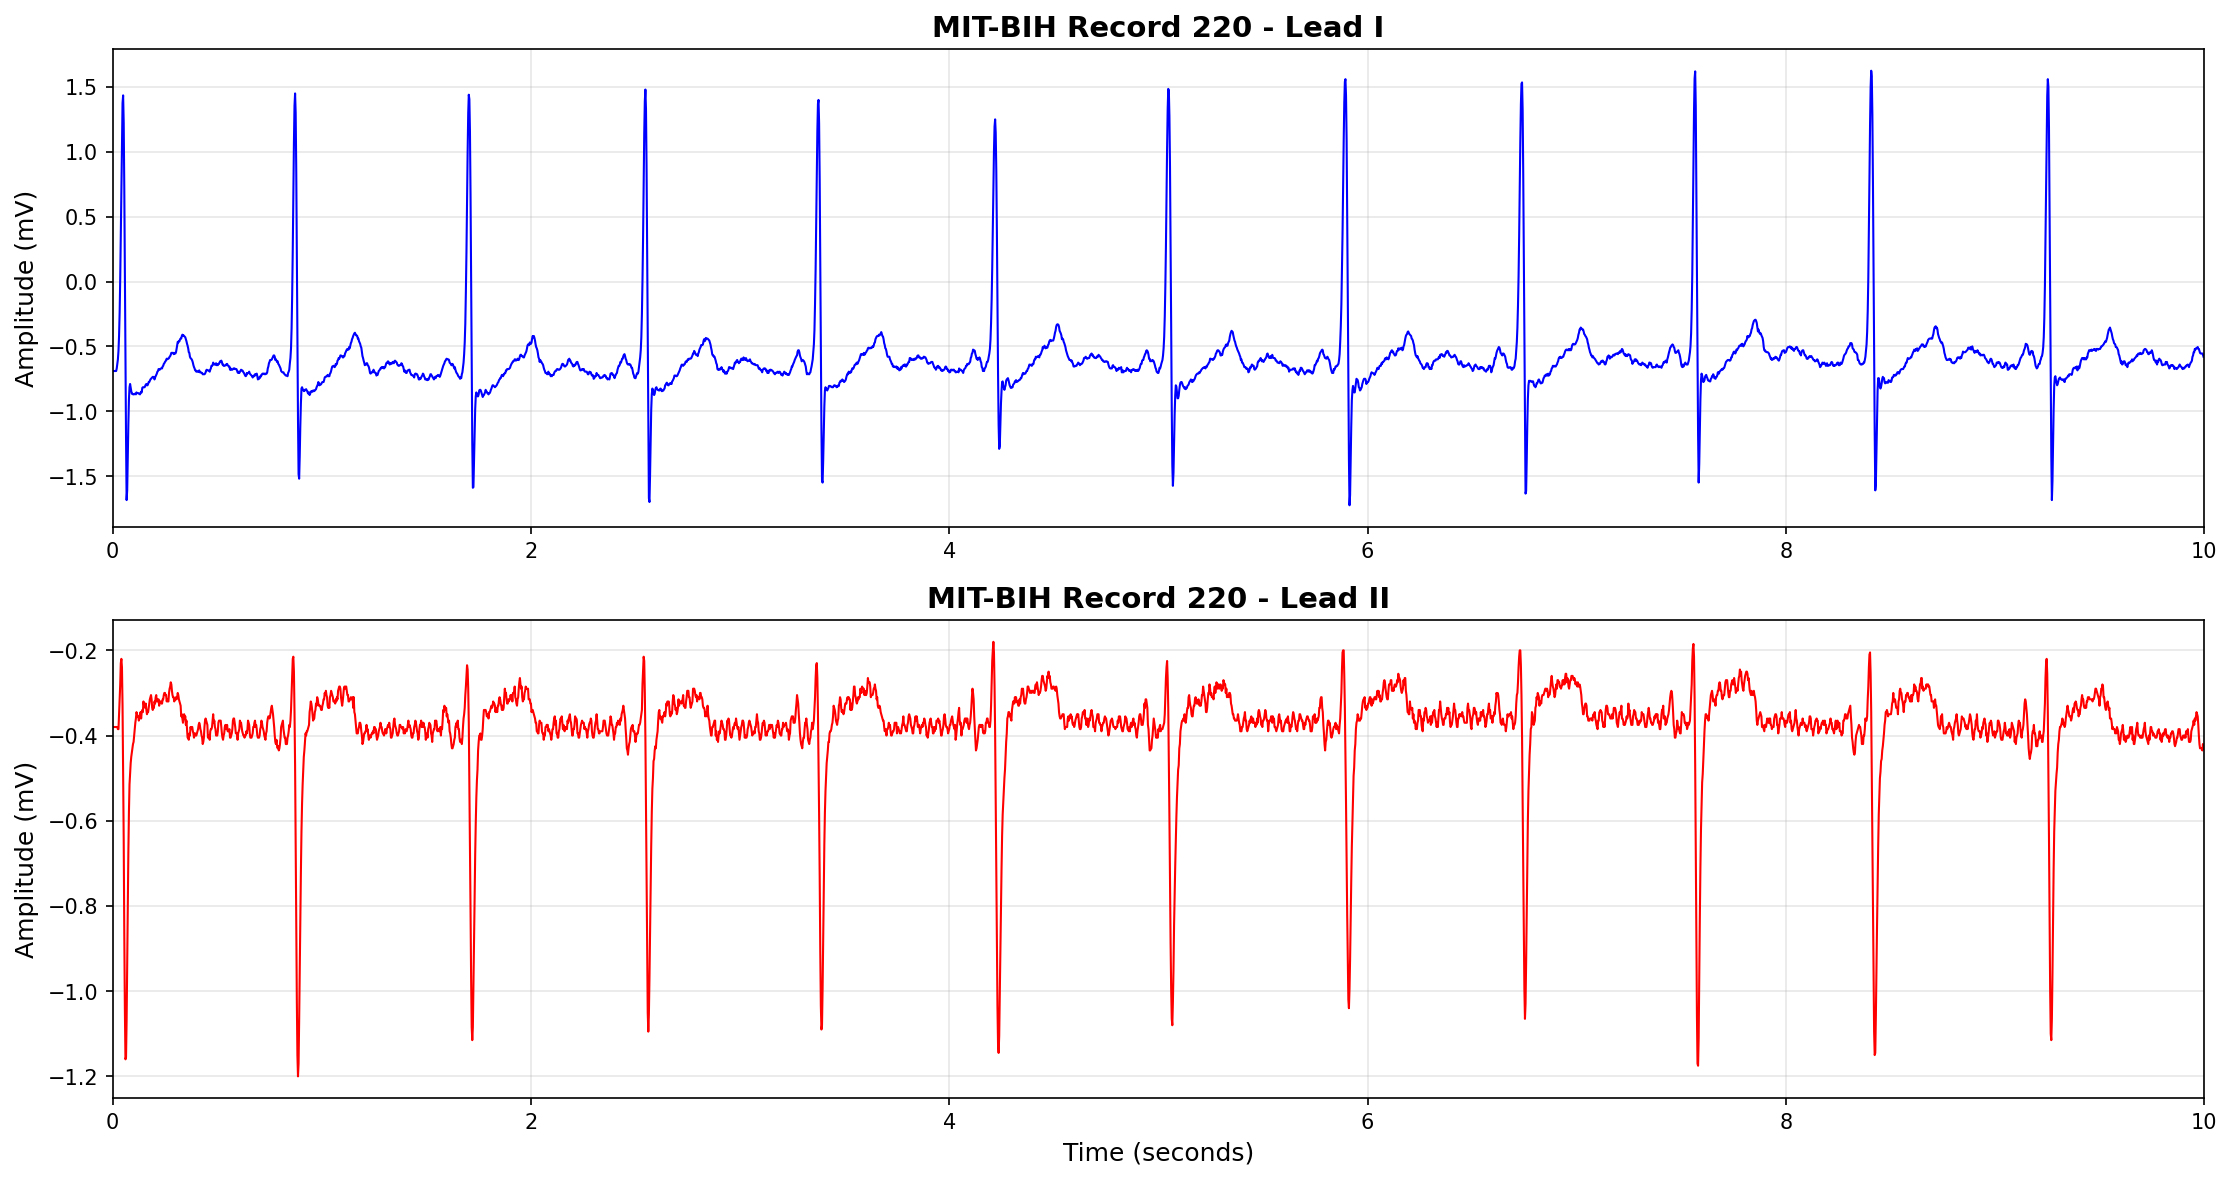 MIT-BIH Record 220 - Lead I
Amplitude (mV)
1.5
1.0
0.5
0.0
−0.5
−1.0
−1.5
0 2 4 6 8 10
MIT-BIH Record 220 - Lead II
Amplitude (mV)
−0.2
−0.4
−0.6
−0.8
−1.0
−1.2
0 2 4 6 8 10
Time (seconds)